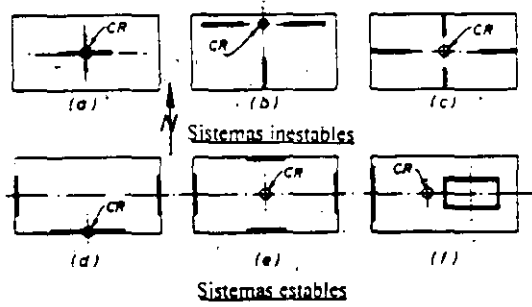 CR CR CR
(a) (b) (c)
N
Sistemas inestables
CR CR CR
(d) (e) (f)
Sistemas estables